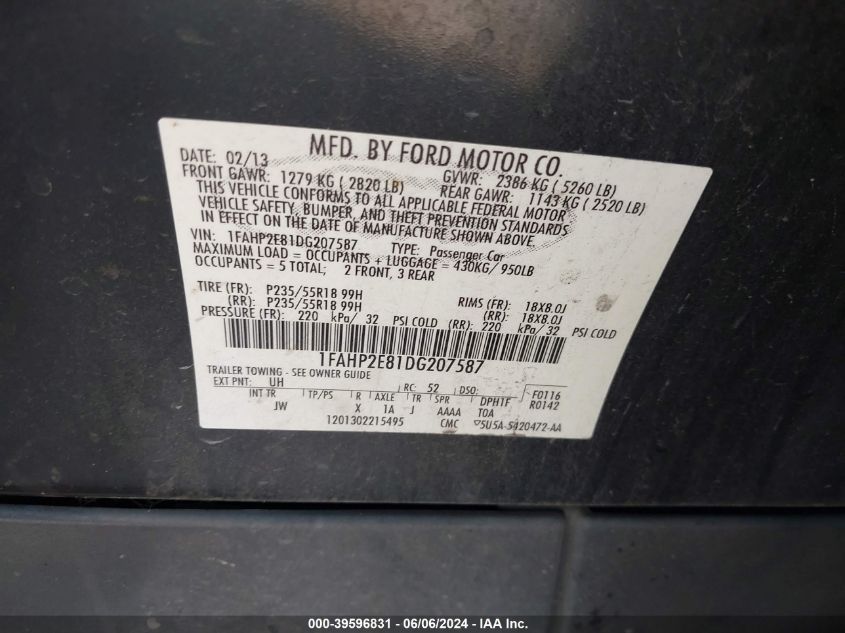 MFD. BY FORD MOTOR CO.
DATE: 02/13
GVWR: 2386 KG ( 5260 LB)
FRONT GAWR: 1279 KG ( 2820 LB)
REAR GAWR: 1143 KG ( 2520 LB)
THIS VEHICLE CONFORMS TO ALL APPLICABLE FEDERAL MOTOR
VEHICLE SAFETY, BUMPER, AND THEFT PREVENTION STANDARDS
IN EFFECT ON THE DATE OF MANUFACTURE SHOWN ABOVE.
VIN: 1FAHP2E81DG207587 TYPE: Passenger Car
MAXIMUM LOAD = OCCUPANTS + LUGGAGE = 430KG/ 950LB
OCCUPANTS = 5 TOTAL; 2 FRONT, 3 REAR
TIRE (FR): P235/55R18 99H RIMS (FR): 18X8.0J
(RR): P235/55R18 99H (RR): 18X8.0J
PRESSURE (FR): 220 kPa/ 32 PSI COLD (RR): 220 kPa/ 32 PSI COLD
1FAHP2E81DG207587
TRAILER TOWING - SEE OWNER GUIDE
EXT PNT: UH RC: 52 DSO: F0116
INT TR TP/PS R AXLE TR SPR DPH1F R0142
JW X 1A J AAAA T0A
1201302215495 CMC ▽5U5A-5420472-AA
000-39596831 - 06/06/2024 - IAA Inc.